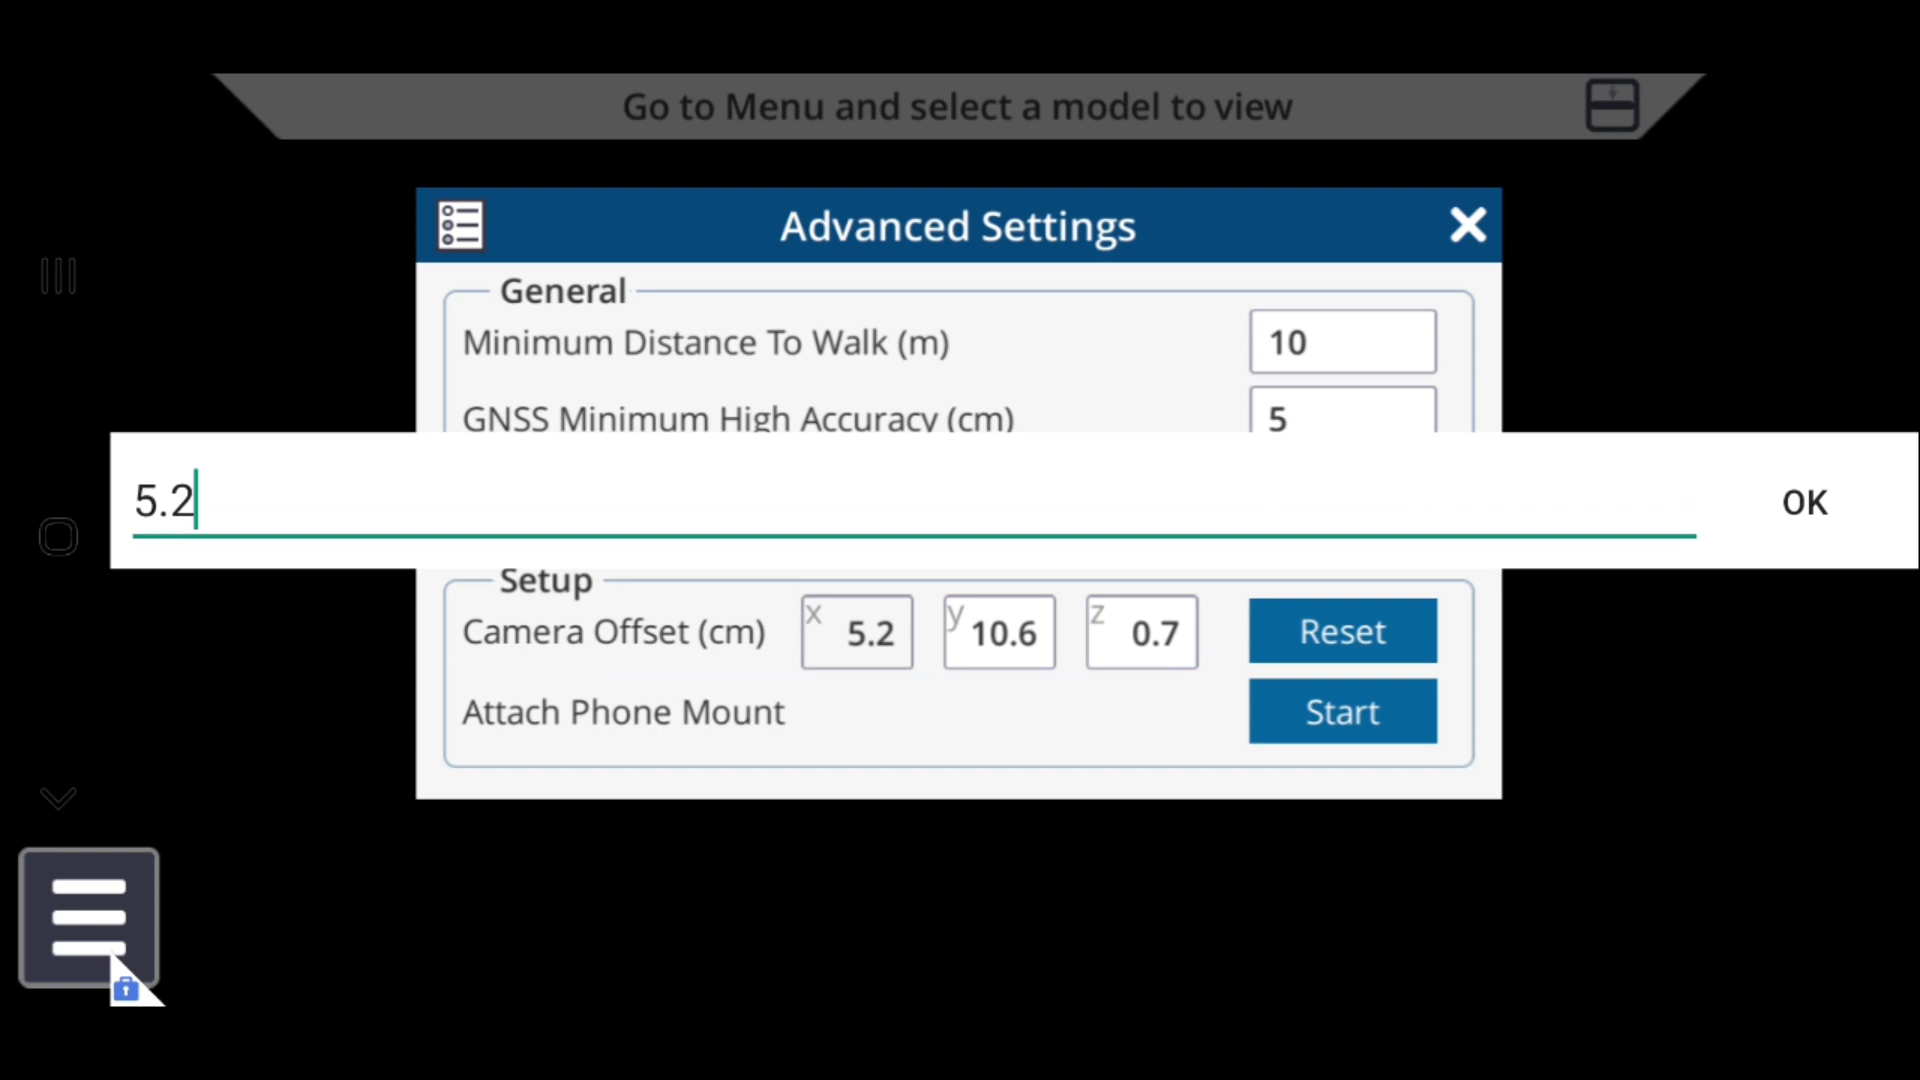 Go to Menu and select a model to view
Advanced Settings
General
Minimum Distance To Walk (m) 10
GNSS Minimum High Accuracy (cm) 5
5.2 OK
Setup
Camera Offset (cm) x 5.2 y 10.6 z 0.7 Reset
Attach Phone Mount Start